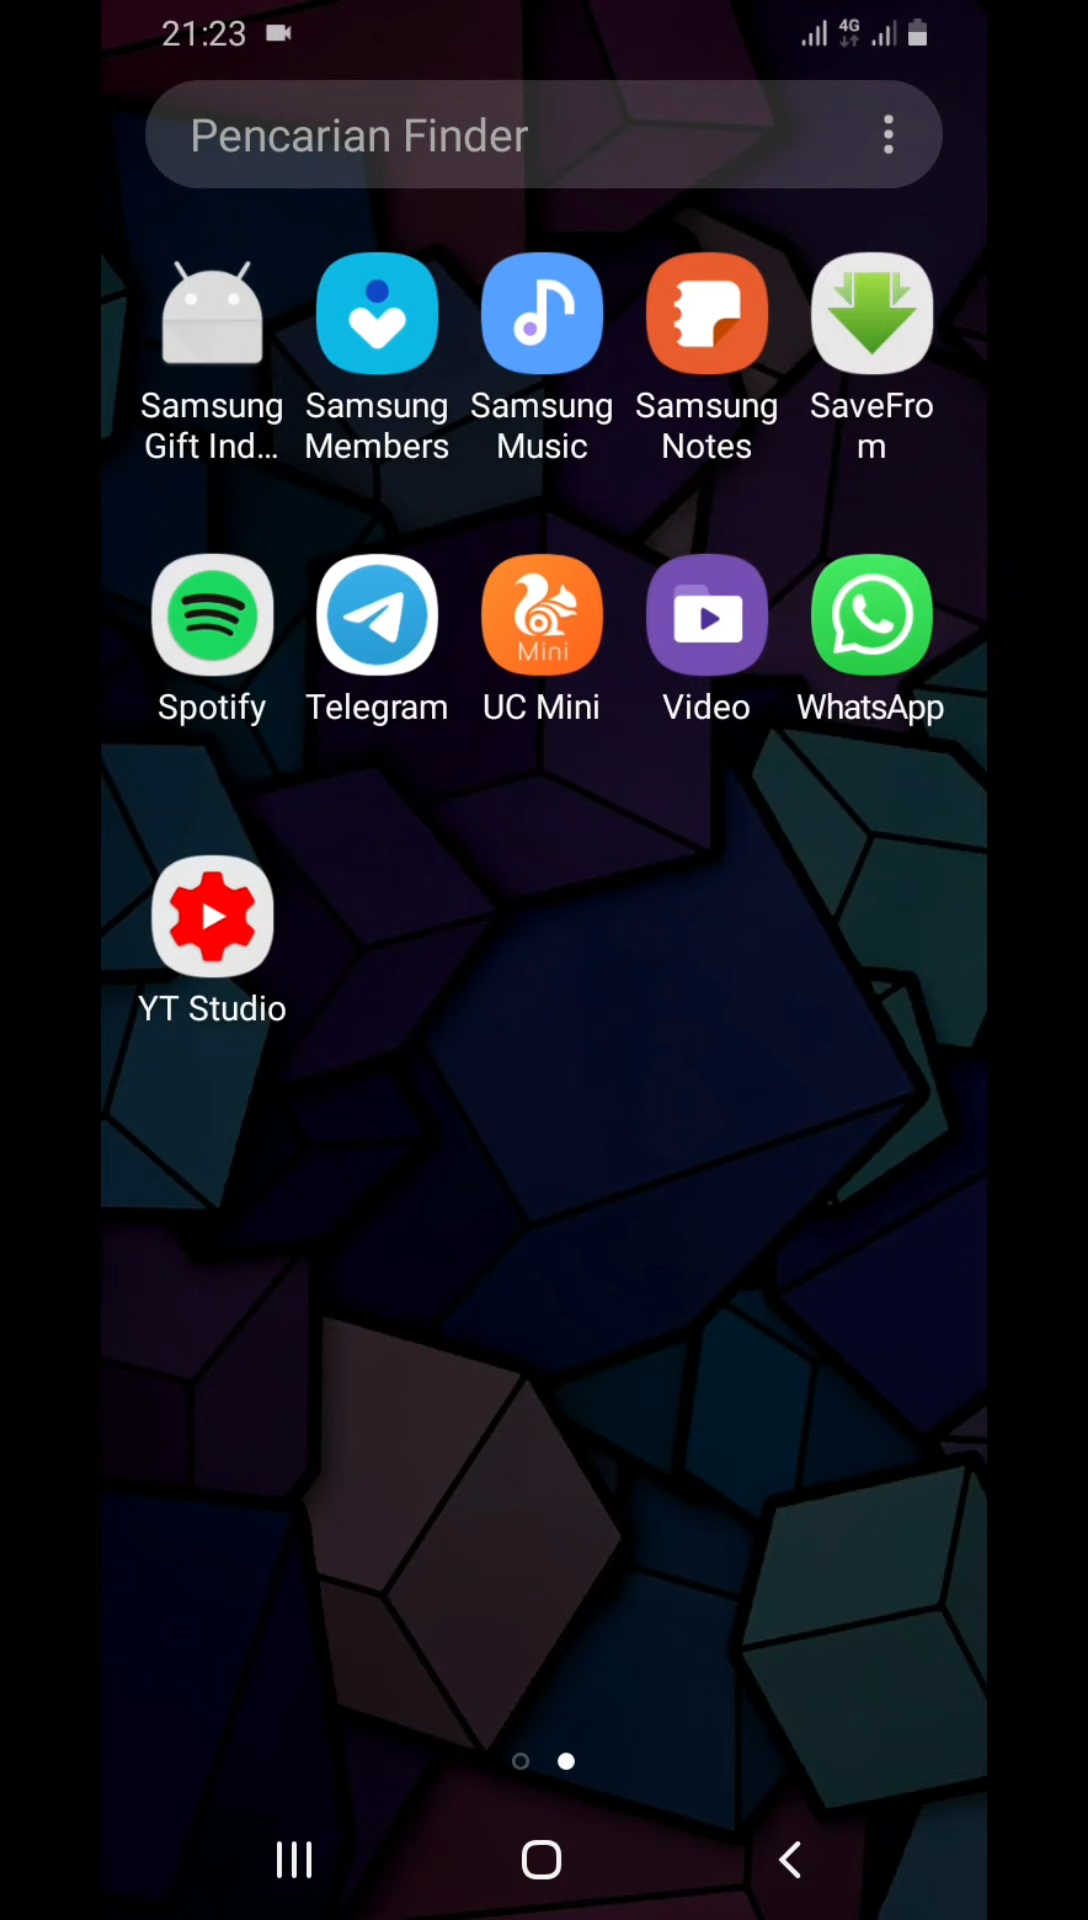 21:23
4G
Pencarian Finder
Samsung Samsung Samsung Samsung SaveFro
Gift Ind... Members Music Notes m
Mini
Spotify Telegram UC Mini Video WhatsApp
YT Studio